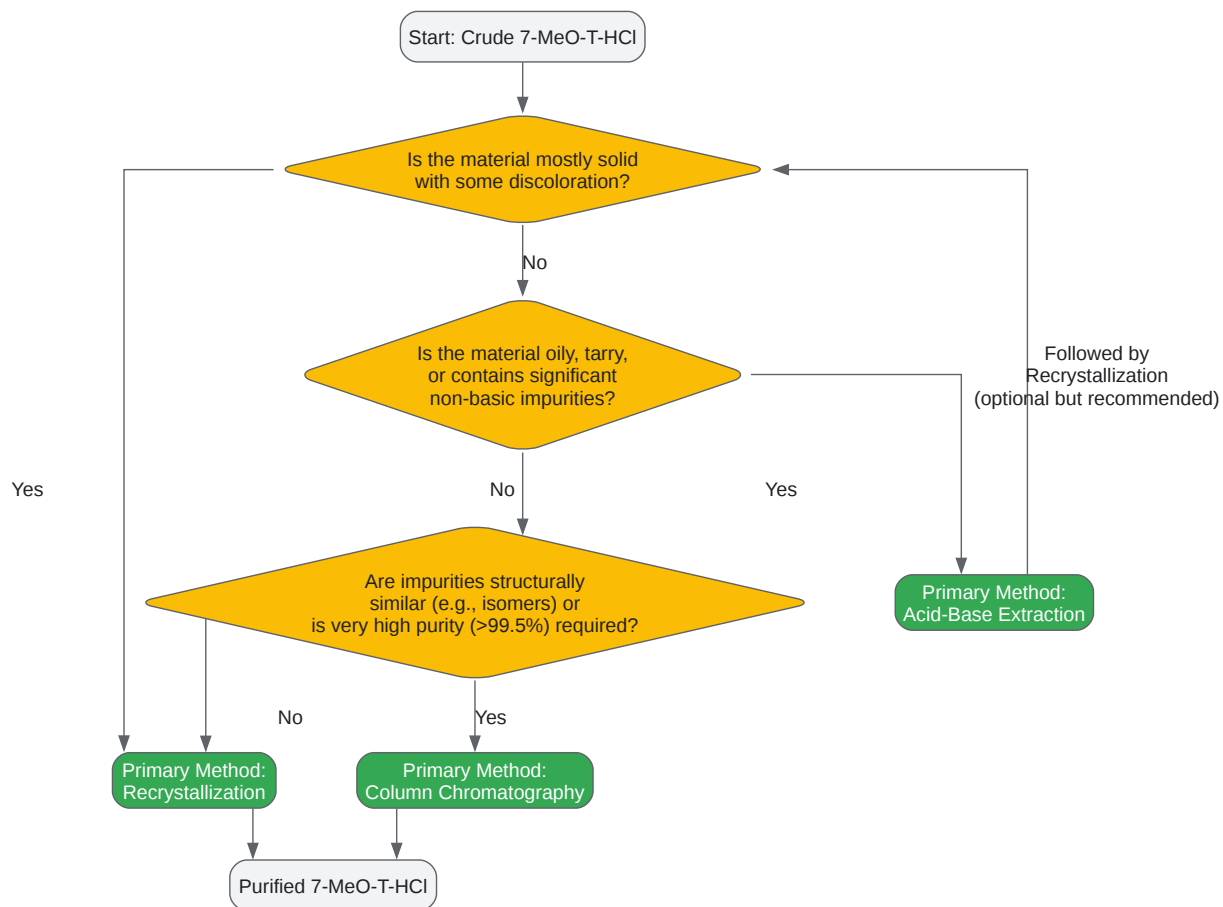 Start: Crude 7-MeO-T-HCl
Is the material mostly solid
with some discoloration?
No
Is the material oily, tarry,
or contains significant
non-basic impurities?
Followed by
Recrystallization
(optional but recommended)
Yes
No
Yes
Are impurities structurally
similar (e.g., isomers) or
is very high purity (>99.5%) required?
Primary Method:
Acid-Base Extraction
No
Yes
Primary Method:
Recrystallization
Primary Method:
Column Chromatography
Purified 7-MeO-T-HCl